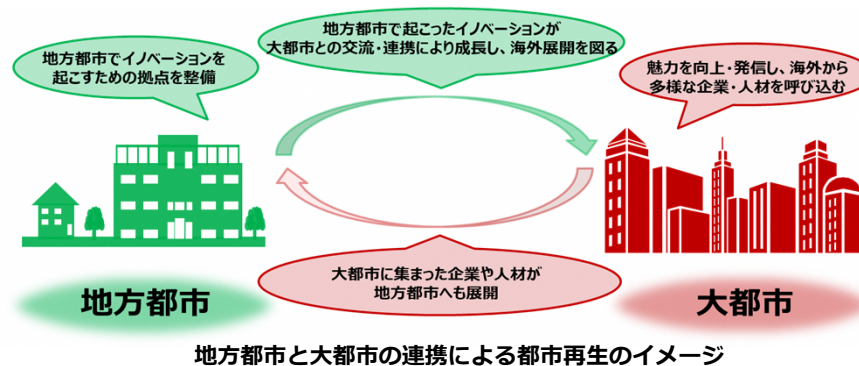 地方都市で起こったイノベーションが
大都市との交流・連携により成長し、海外展開を図る
地方都市でイノベーションを
起こすための拠点を整備
魅力を向上・発信し、海外から
多様な企業・人材を呼び込む
大都市に集まった企業や人材が
地方都市へも展開
地方都市
大都市
地方都市と大都市の連携による都市再生のイメージ